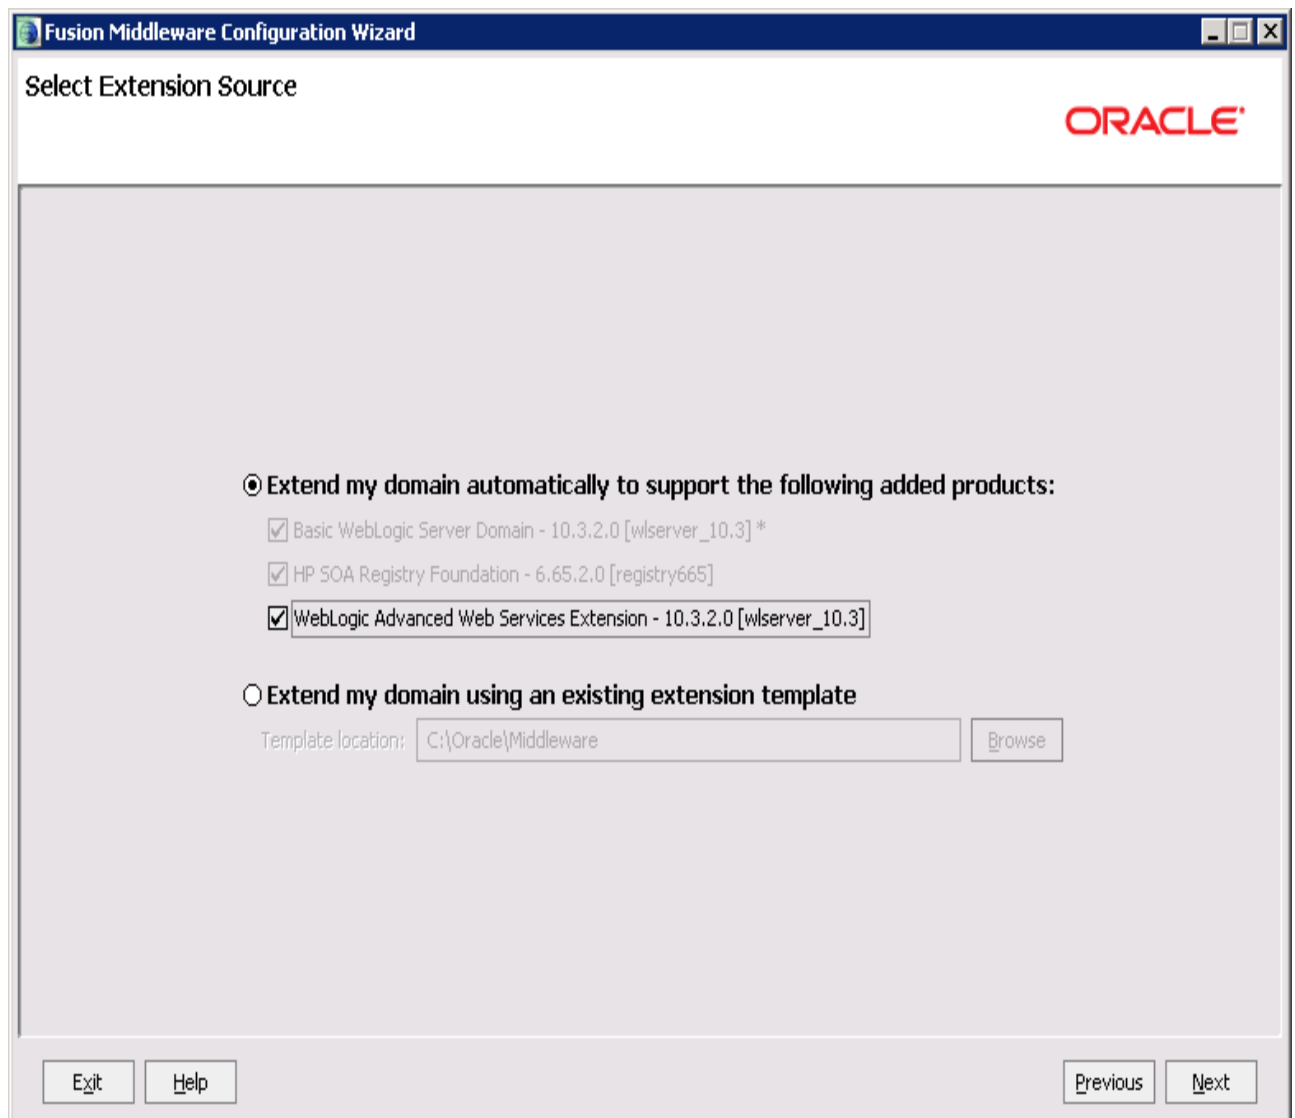 Fusion Middleware Configuration Wizard
Select Extension Source
ORACLE
Extend my domain automatically to support the following added products:
Basic WebLogic Server Domain - 10.3.2.0 [wlserver_10.3] *
HP SOA Registry Foundation - 6.65.2.0 [registry665]
WebLogic Advanced Web Services Extension - 10.3.2.0 [wlserver_10.3]
Extend my domain using an existing extension template
Template location: C:\Oracle\Middleware Browse
Exit Help Previous Next